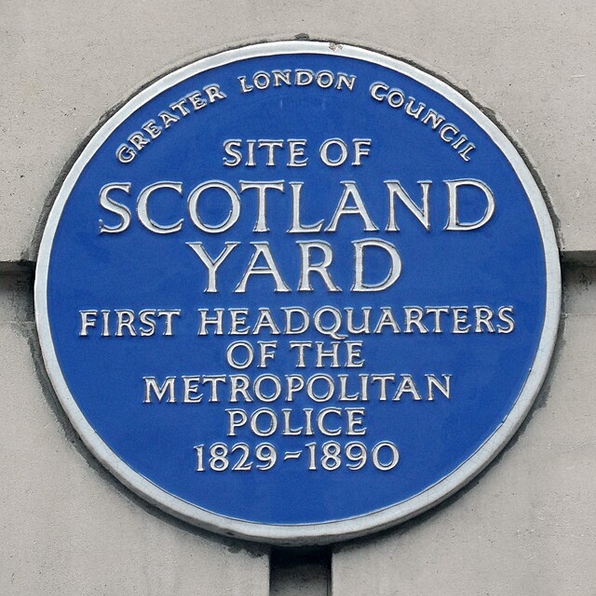 GREATER LONDON COUNCIL
SITE OF
SCOTLAND
YARD
FIRST HEADQUARTERS
OF THE
METROPOLITAN
POLICE
1829-1890